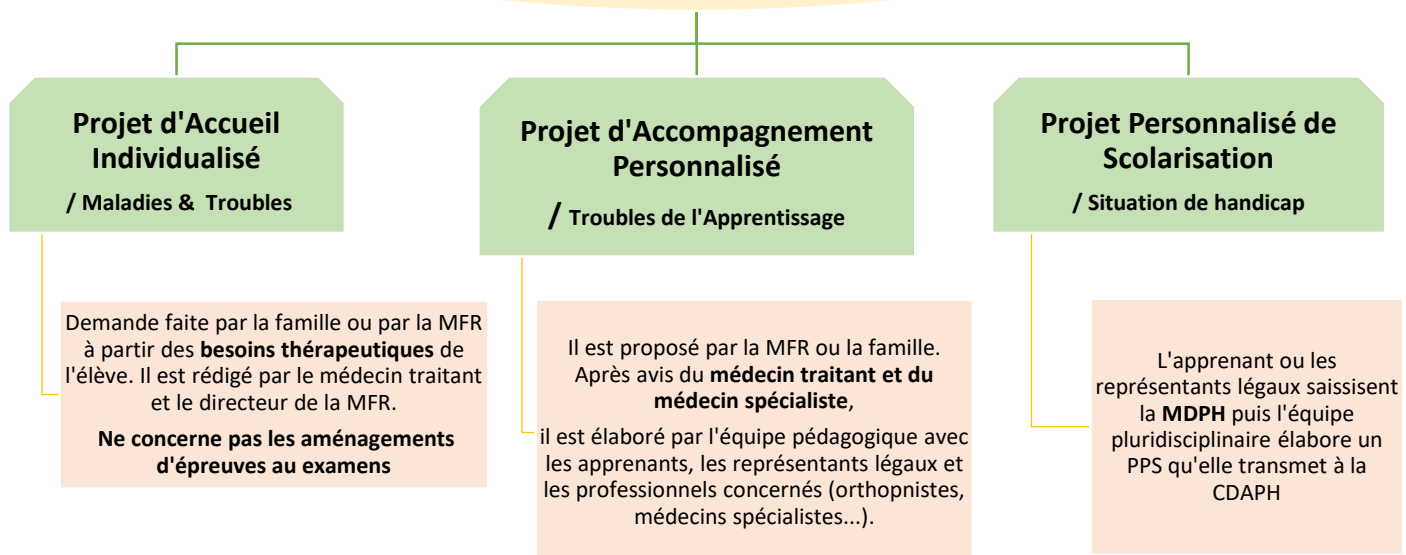 Projet d'Accueil
Individualisé
/ Maladies & Troubles
Demande faite par la famille ou par la MFR
à partir des besoins thérapeutiques de
l'élève. Il est rédigé par le médecin traitant
et le directeur de la MFR.
Ne concerne pas les aménagements
d'épreuves au examens
Projet d'Accompagnement
Personnalisé
/ Troubles de l'Apprentissage
Il est proposé par la MFR ou la famille.
Après avis du médecin traitant et du
médecin spécialiste,
il est élaboré par l'équipe pédagogique avec
les apprenants, les représentants légaux et
les professionnels concernés (orthopnistes,
médecins spécialistes...).
Projet Personnalisé de
Scolarisation
/ Situation de handicap
L'apprenant ou les
représentants légaux saissisent
la MDPH puis l'équipe
pluridisciplinaire élabore un
PPS qu'elle transmet à la
CDAPH